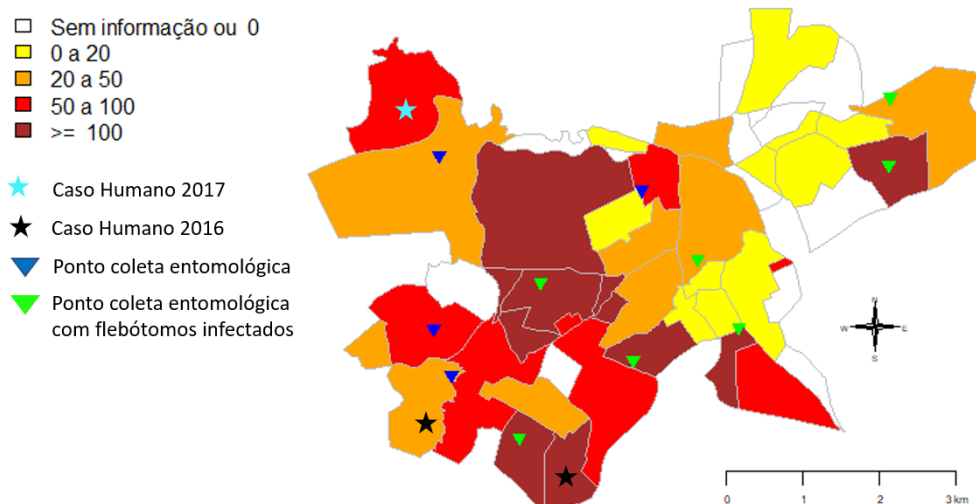 Sem informação ou 0
0 a 20
20 a 50
50 a 100
>= 100
Caso Humano 2017
Caso Humano 2016
Ponto coleta entomológica
Ponto coleta entomológica
com flebótomos infectados
N
W E
S
0 1 2 3 km